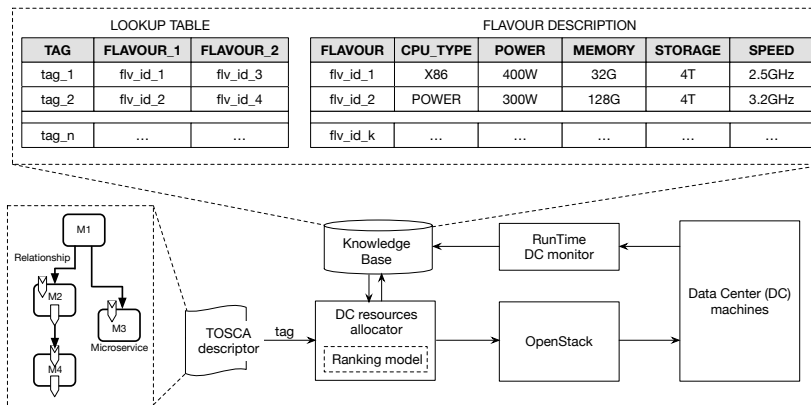 LOOKUP TABLE
FLAVOUR DESCRIPTION
TAG FLAVOUR_1 FLAVOUR_2
tag_1 flv_id_1 flv_id_3
tag_2 flv_id_2 flv_id_4
tag_n ... ...
FLAVOUR CPU_TYPE POWER MEMORY STORAGE SPEED
flv_id_1 X86 400W 32G 4T 2.5GHz
flv_id_2 POWER 300W 128G 4T 3.2GHz
flv_id_k ... ... ... ... ...
M1
Relationship
M2
M3
Microservice
M4
TOSCA
descriptor
tag
Knowledge
Base
DC resources
allocator
Ranking model
RunTime
DC monitor
OpenStack
Data Center (DC)
machines